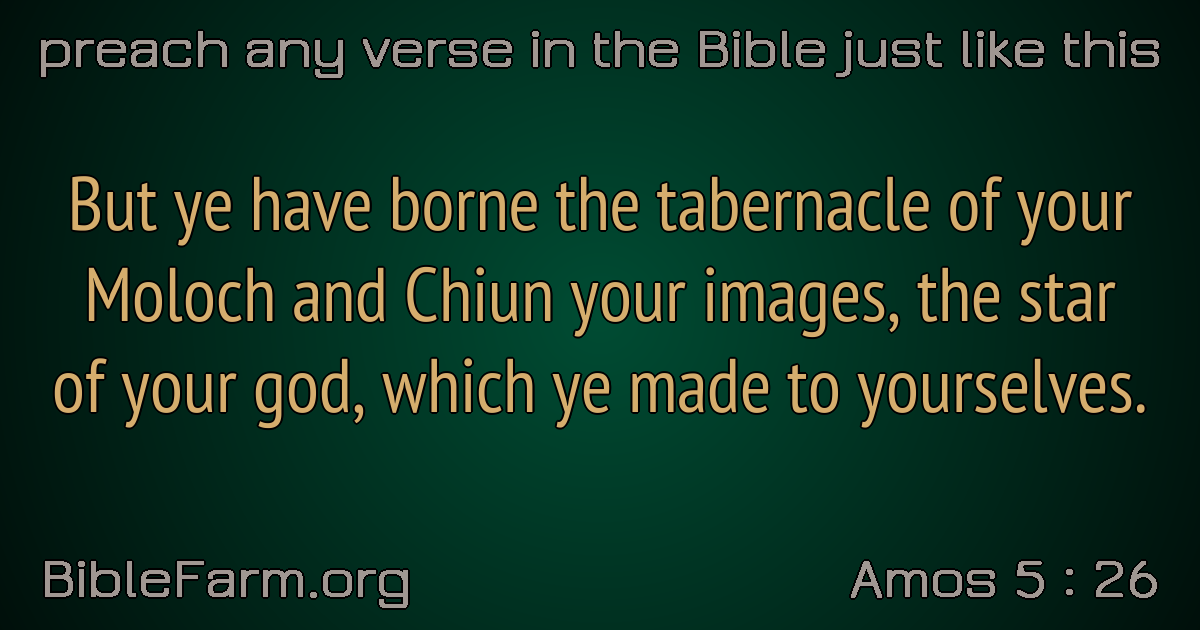 preach any verse in the Bible just like this
But ye have borne the tabernacle of your
Moloch and Chiun your images, the star
of your god, which ye made to yourselves.
BibleFarm.org
Amos 5 : 26